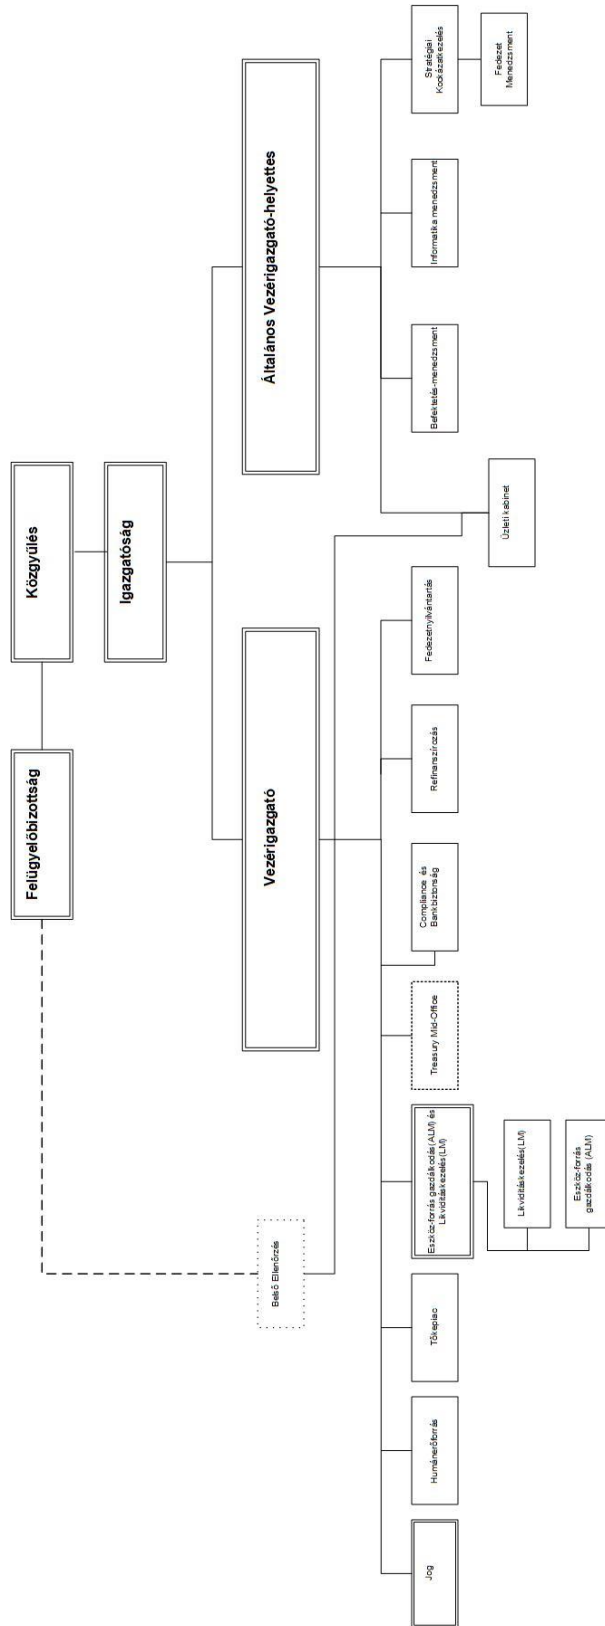 Közgyűlés
Felügyelőbizottság
Igazgatóság
Vezérigazgató
Általános Vezérigazgató-helyettes
Belső Ellenőrzés
Jog
Humánerőforrás
Tőkepiac
Eszköz-forrás gazdálkodás(ALM) és
Likviditáskezelés(LM)
Treasury Mid-Office
Compliance és
Bankbiztonság
Refinanszírozás
Fedezetnyilvántartás
Befektetés-menedzsment
Informatika menedzsment
Stratégiai
Kockázatkezelés
Üzleti kabinet
Fedezet
Menedzsment
Likviditáskezelés(LM)
Eszköz-forrás
gazdálkodás (ALM)